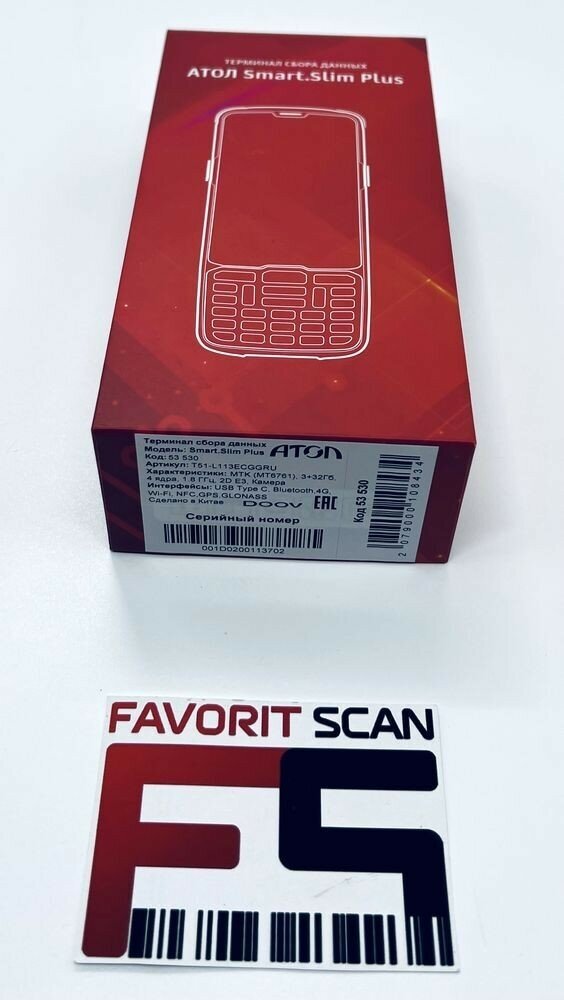 ТЕРМИНАЛ СБОРА ДАННЫХ
АТОЛ Smart.Slim Plus
Терминал сбора данных
Модель: Smart.Slim Plus
АТОЛ
Код: 53 530
Артикул: T51-L113ECGGRU
Характеристики: MTK (MT6761), 3+32Гб,
4 ядра, 1.8 ГГц, 2D E3, Камера
Интерфейсы: USB Type C, Bluetooth,4G,
Wi-Fi, NFC,GPS,GLONASS
Сделано в Китае
DOOV
EAC
Серийный номер
001D0200113702
Код 53 530
2 079000 108434
FAVORIT SCAN
FS